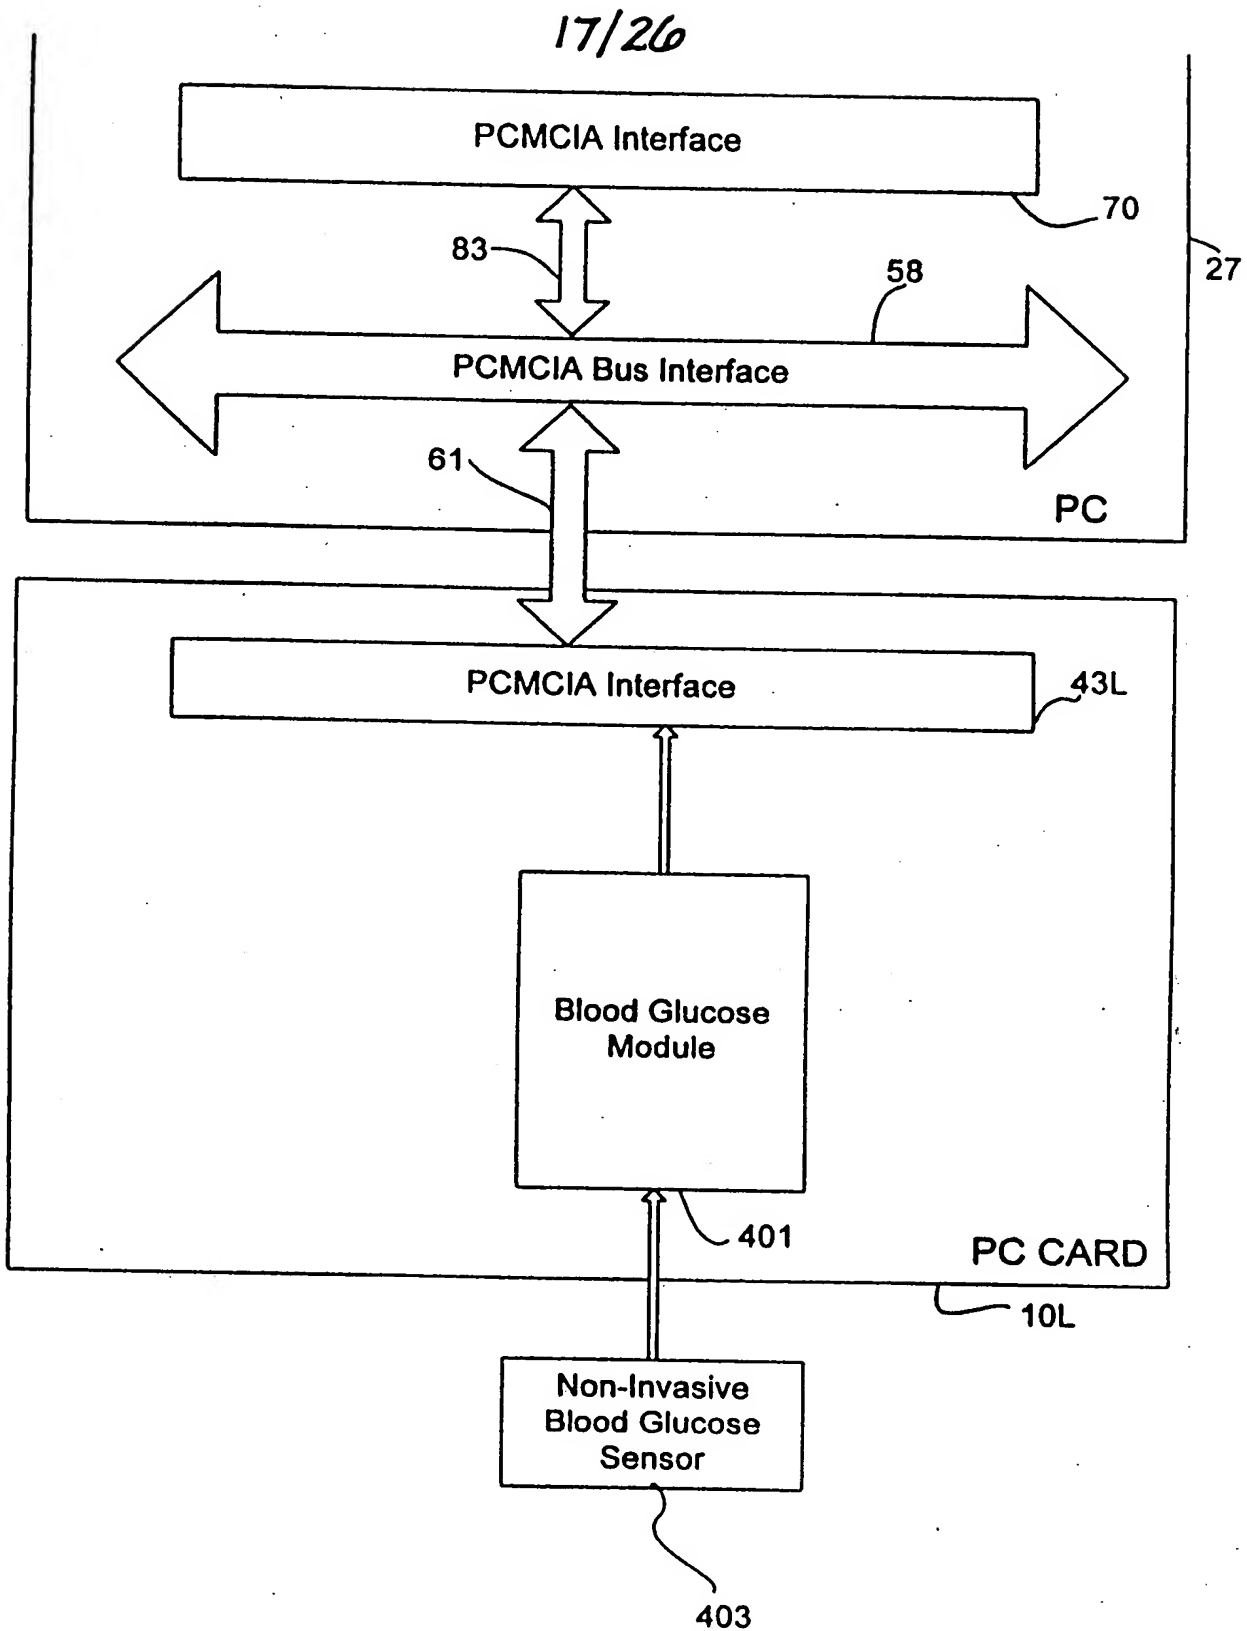 17/26
PCMCIA Interface
70
83
27
58
PCMCIA Bus Interface
61
PC
PCMCIA Interface
43L
Blood Glucose
Module
401
PC CARD
10L
Non-Invasive
Blood Glucose
Sensor
403